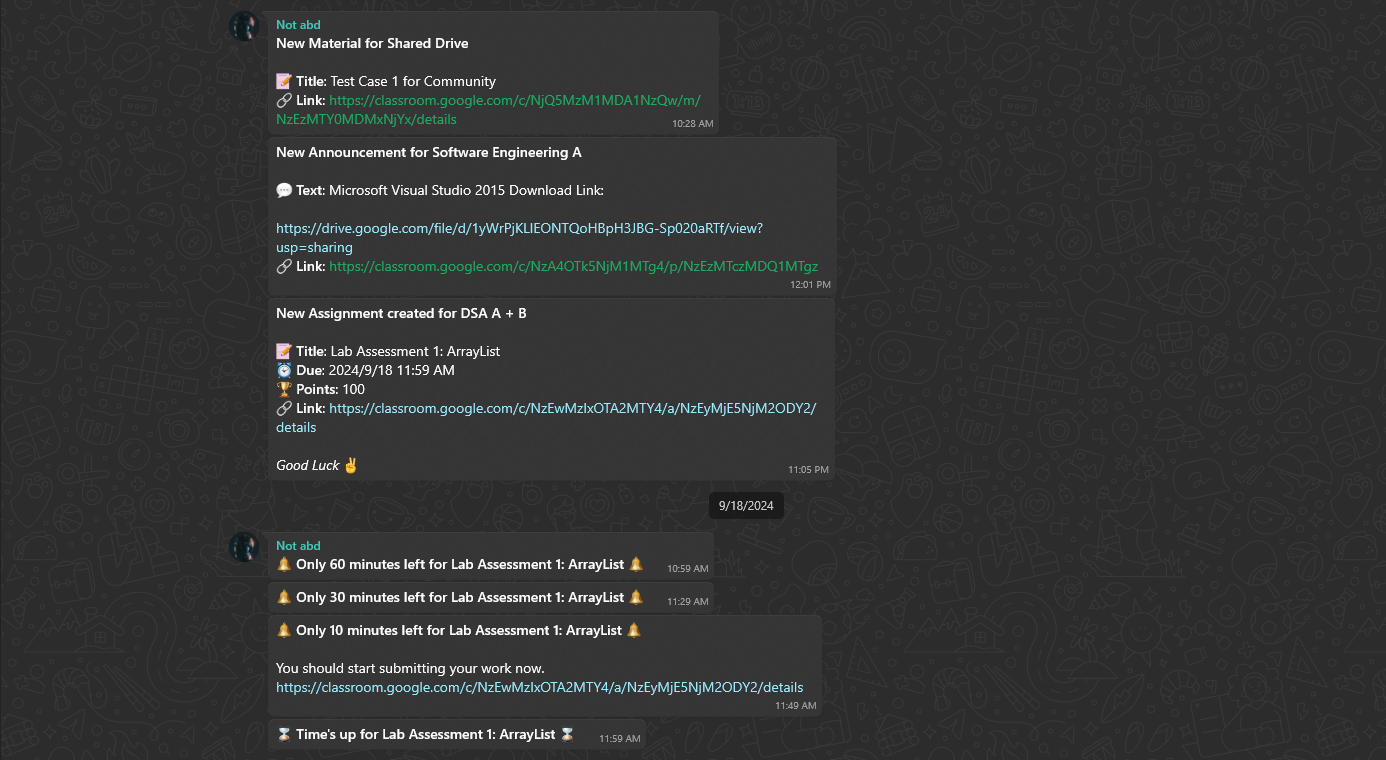 Not abd
New Material for Shared Drive
📝 Title: Test Case 1 for Community
🔗 Link: https://classroom.google.com/c/NjQ5MzM1MDA1NzQw/m/
NzEzMTY0MDMxNjYx/details
10:28 AM
New Announcement for Software Engineering A
💬 Text: Microsoft Visual Studio 2015 Download Link:
https://drive.google.com/file/d/1yWrPjKLIEONTQoHBpH3JBG-Sp020aRTf/view?
usp=sharing
🔗 Link: https://classroom.google.com/c/NzA4OTk5NjM1MTg4/p/NzEzMTczMDQ1MTgz
12:01 PM
New Assignment created for DSA A + B
📝 Title: Lab Assessment 1: ArrayList
⏰ Due: 2024/9/18 11:59 AM
🏆 Points: 100
🔗 Link: https://classroom.google.com/c/NzEwMzIxOTA2MTY4/a/NzEyMjE5NjM2ODY2/
details
Good Luck ✌
11:05 PM
9/18/2024
Not abd
🔔 Only 60 minutes left for Lab Assessment 1: ArrayList 🔔
10:59 AM
🔔 Only 30 minutes left for Lab Assessment 1: ArrayList 🔔
11:29 AM
🔔 Only 10 minutes left for Lab Assessment 1: ArrayList 🔔
You should start submitting your work now.
https://classroom.google.com/c/NzEwMzIxOTA2MTY4/a/NzEyMjE5NjM2ODY2/details
11:49 AM
⌛ Time's up for Lab Assessment 1: ArrayList ⌛
11:59 AM